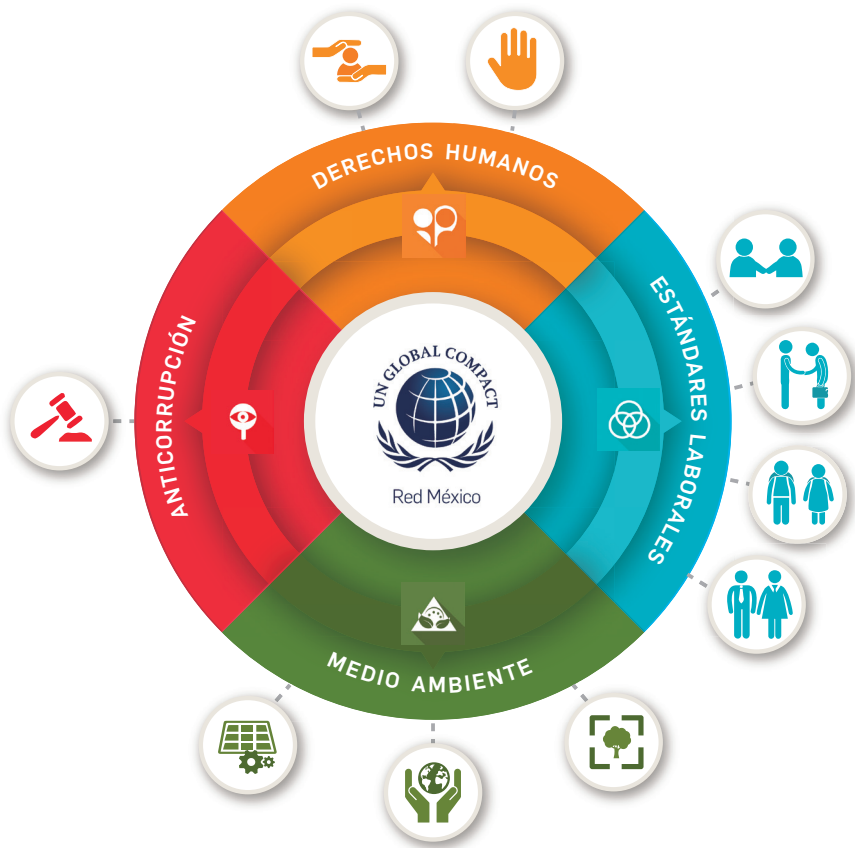 DERECHOS HUMANOS
ESTÁNDARES LABORALES
ANTICORRUPCIÓN
UN GLOBAL COMPACT
Red México
MEDIO AMBIENTE